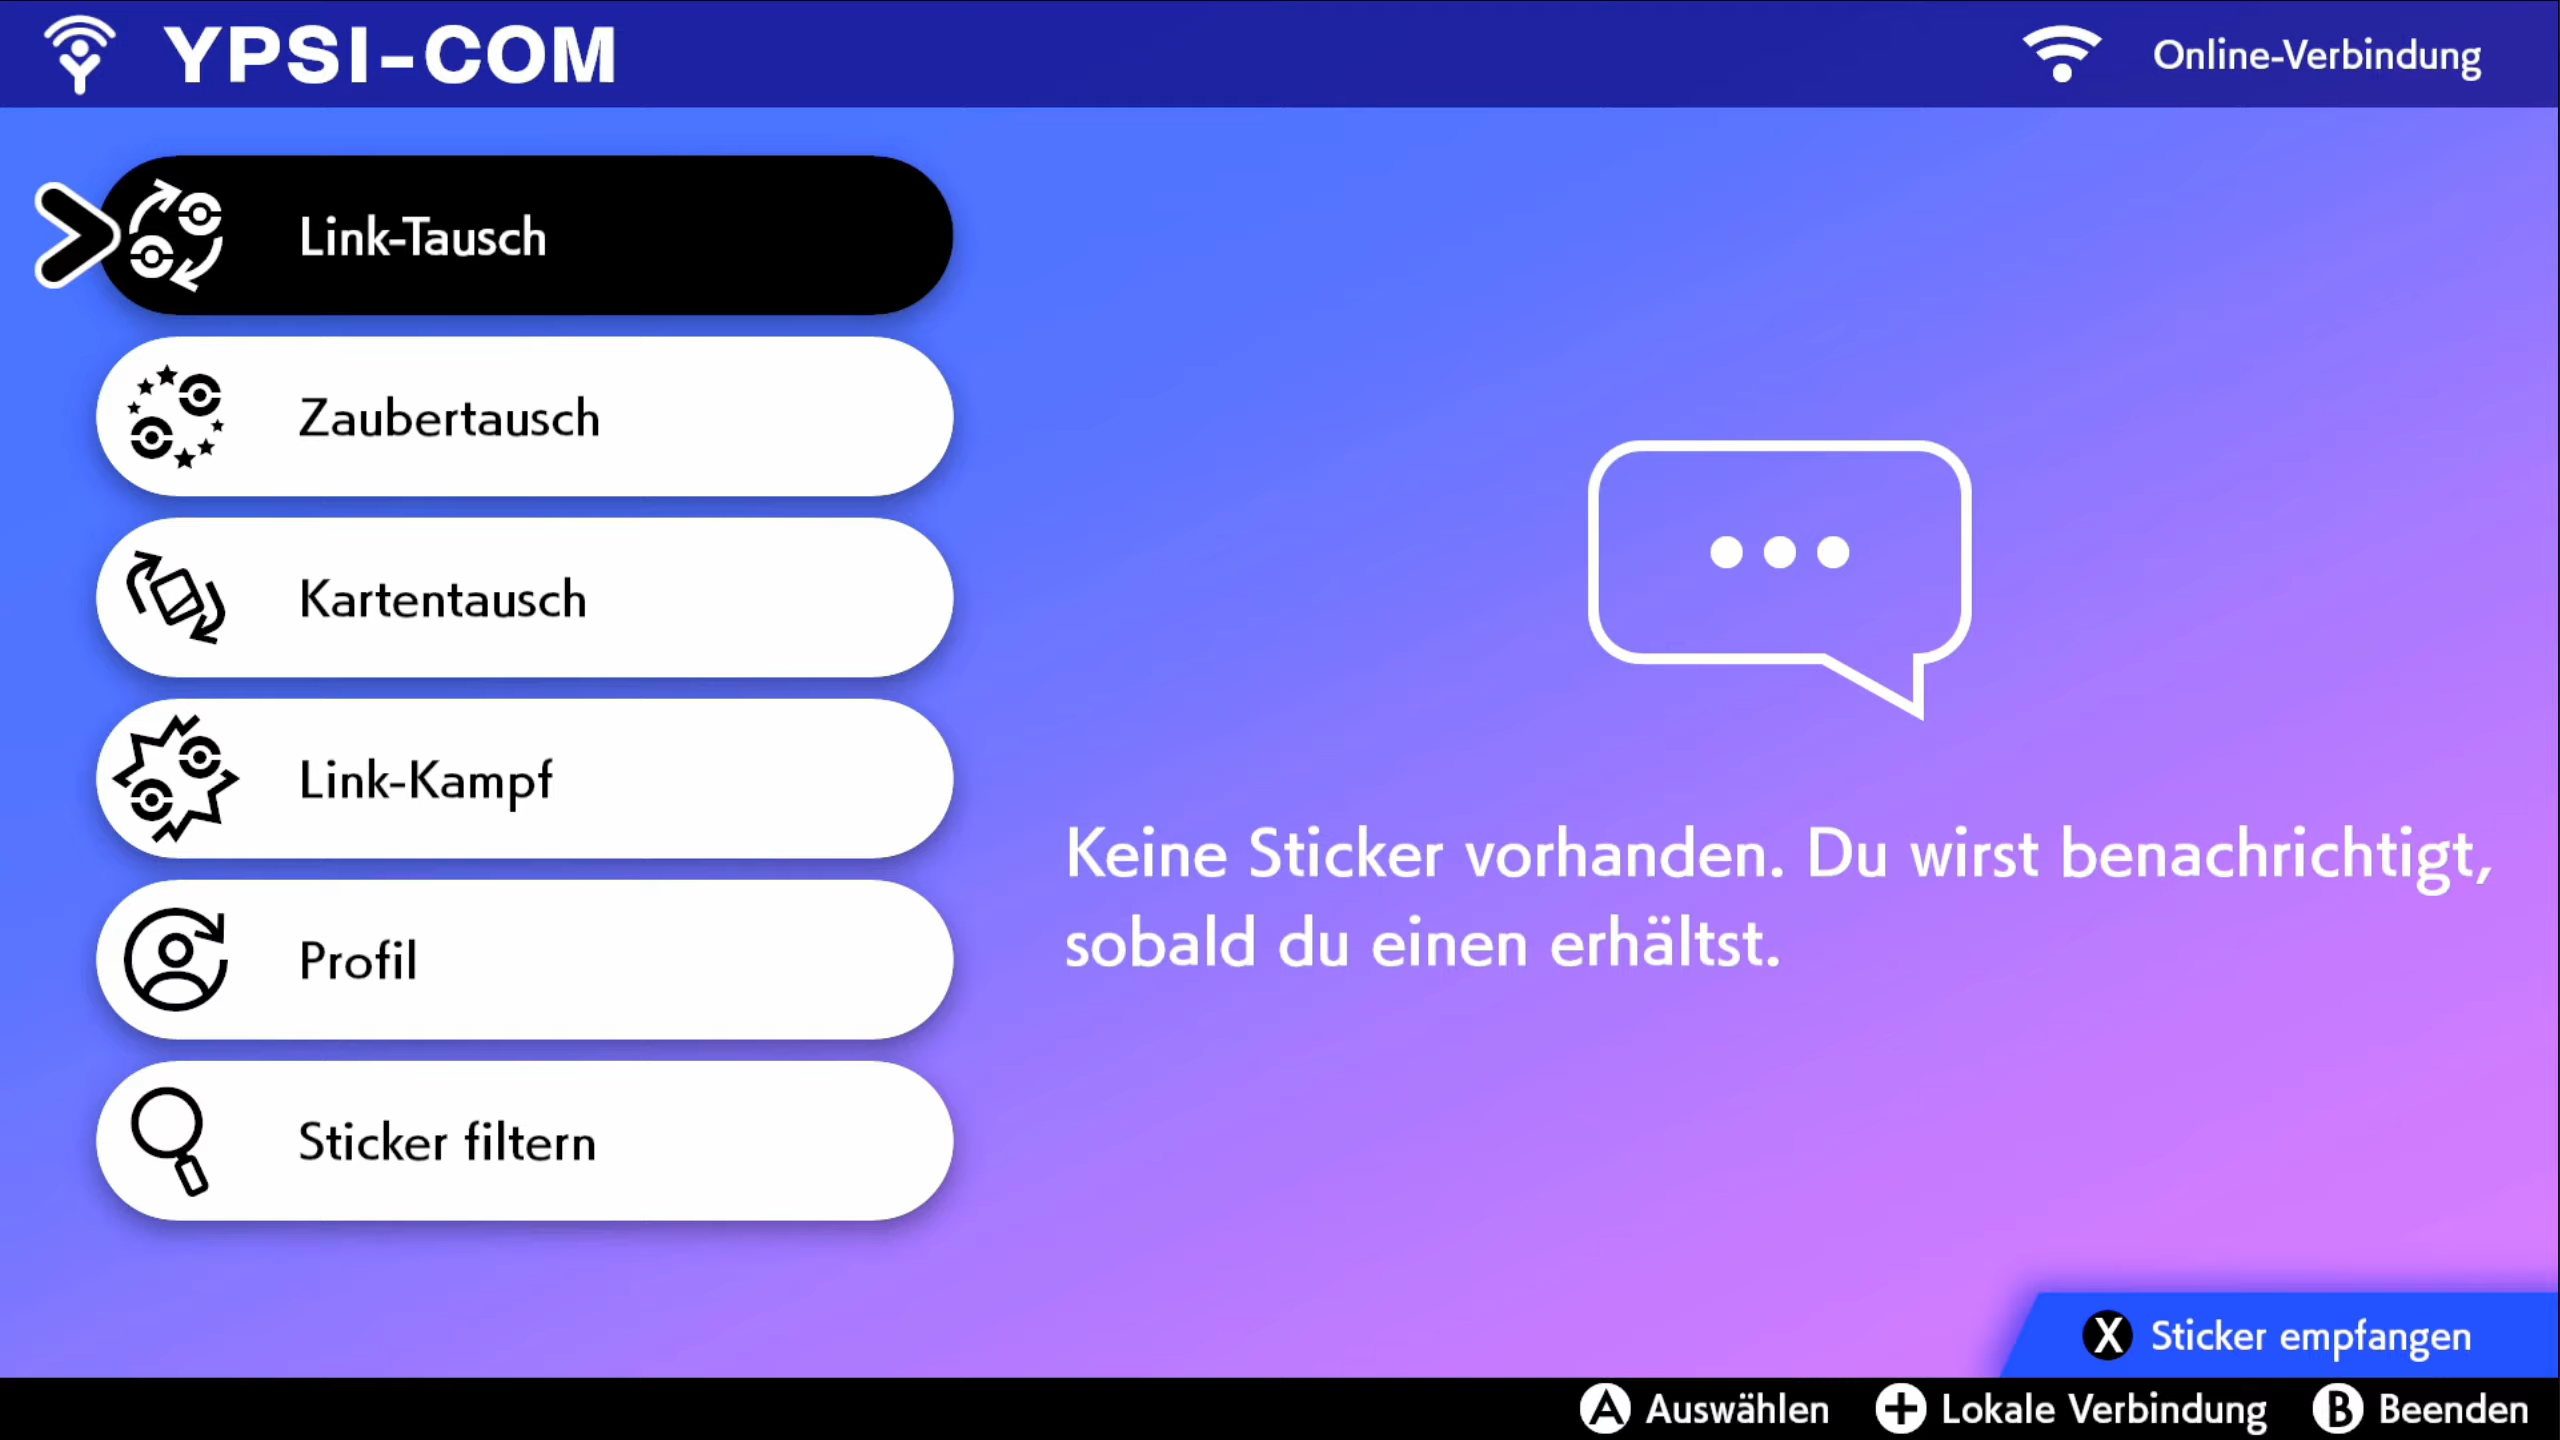 YPSI-COM
Online-Verbindung
Link-Tausch
Zaubertausch
Kartentausch
Link-Kampf
Profil
Sticker filtern
Keine Sticker vorhanden. Du wirst benachrichtigt,
sobald du einen erhältst.
X Sticker empfangen
A Auswählen + Lokale Verbindung B Beenden